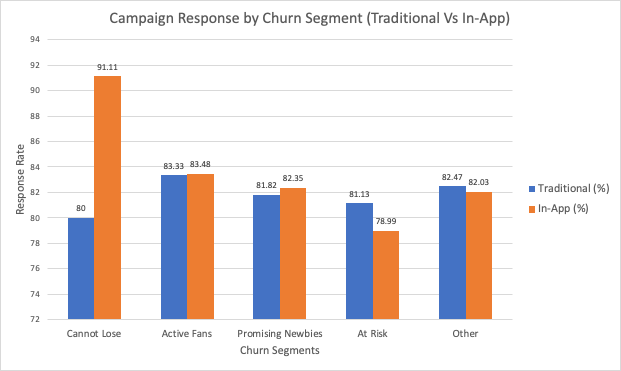 Campaign Response by Churn Segment (Traditional Vs In-App)
94
92
90
88
86
84
82
80
78
76
74
72
Response Rate
80
91.11
83.33
83.48
81.82
82.35
81.13
78.99
82.47
82.03
Cannot Lose
Active Fans
Promising Newbies
At Risk
Other
Churn Segments
Traditional (%)
In-App (%)